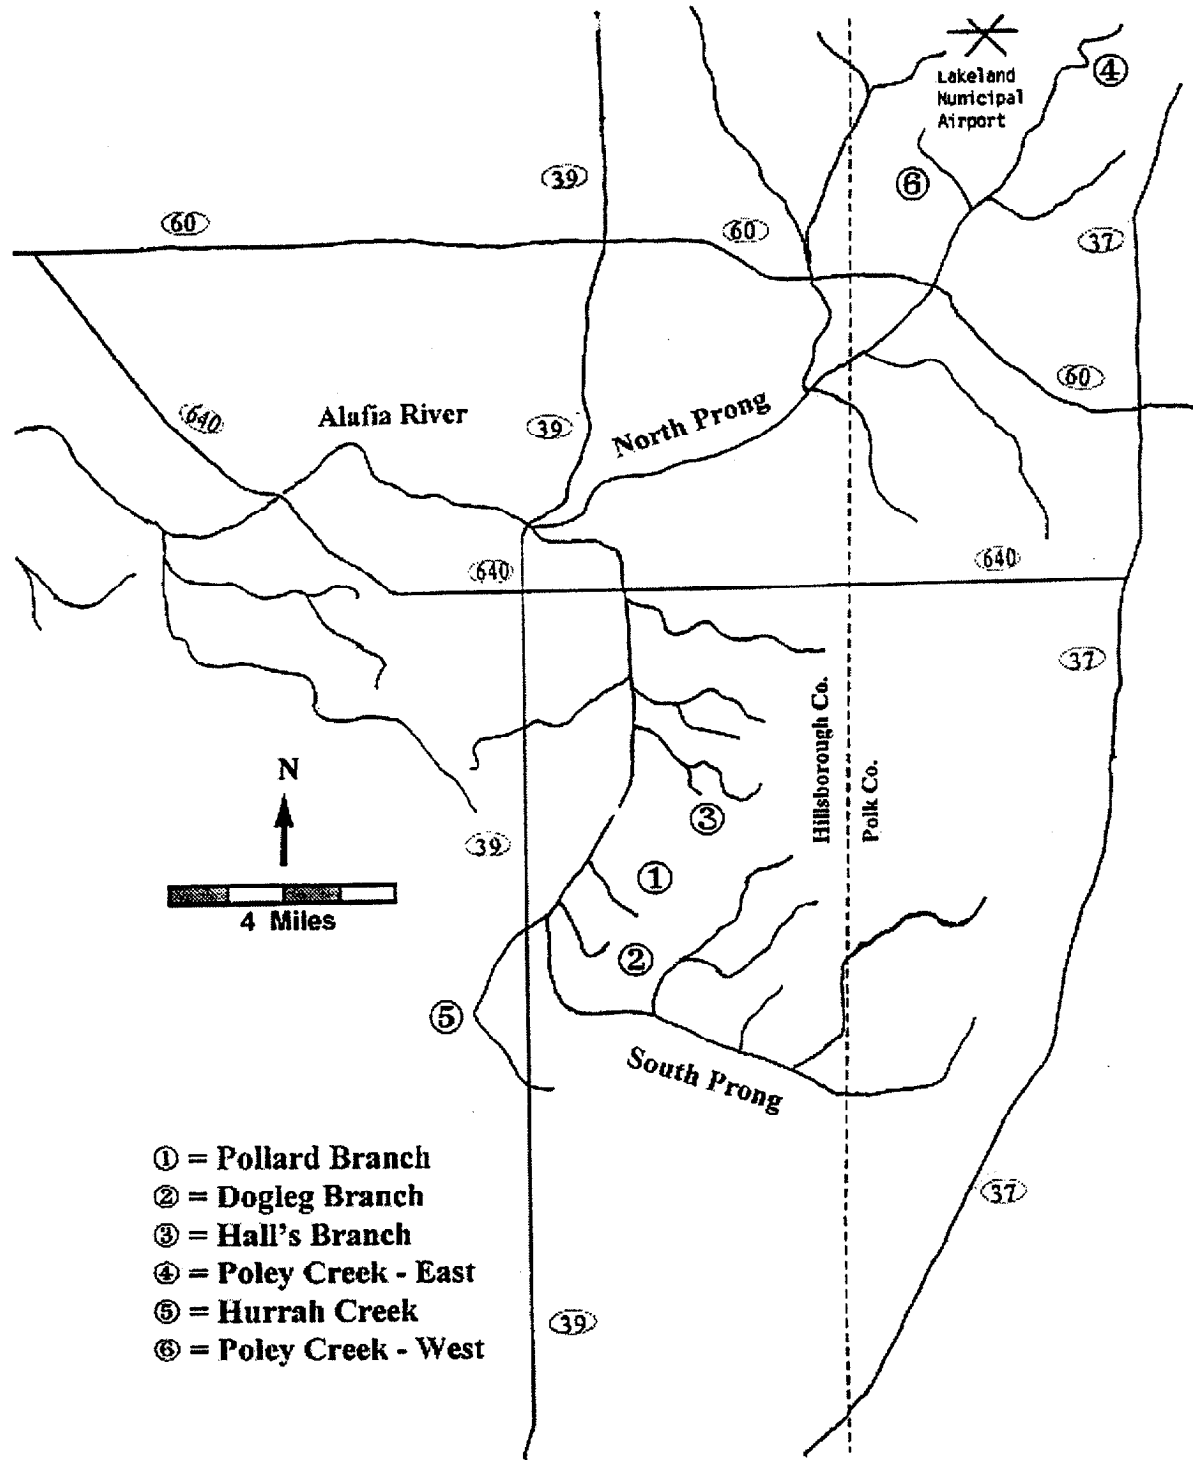 Lakeland
Municipal
Airport
④
39
⑥
60
60
37
60
640
Alafia River
39
North Prong
640
640
37
Hillsborough Co.
Polk Co.
N
③
39
①
4 Miles
②
⑤
South Prong
① = Pollard Branch
② = Dogleg Branch
③ = Hall's Branch
④ = Poley Creek - East
⑤ = Hurrah Creek
⑥ = Poley Creek - West
37
39